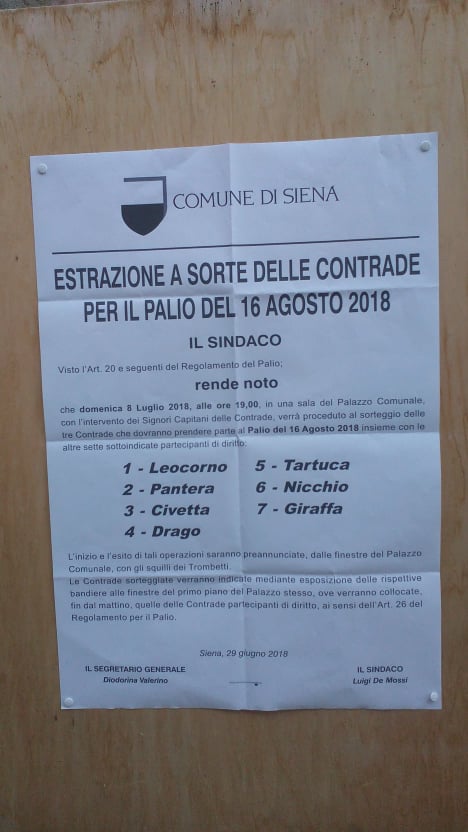 COMUNE DI SIENA
ESTRAZIONE A SORTE DELLE CONTRADE
PER IL PALIO DEL 16 AGOSTO 2018
IL SINDACO
Visto l'Art. 20 e seguenti del Regolamento del Palio;
rende noto
che domenica 8 Luglio 2018, alle ore 19,00, in una sala del Palazzo Comunale,
con l'intervento dei Signori Capitani delle Contrade, verrà proceduto al sorteggio delle
tre Contrade che dovranno prendere parte al Palio del 16 Agosto 2018 insieme con le
altre sette sottoindicate partecipanti di diritto:
1 - Leocorno 5 - Tartuca
2 - Pantera 6 - Nicchio
3 - Civetta 7 - Giraffa
4 - Drago
L'inizio e l'esito di tali operazioni saranno preannunciate, dalle finestre del Palazzo
Comunale, con gli squilli dei Trombetti.
Le Contrade sorteggiate verranno indicate mediante esposizione delle rispettive
bandiere alle finestre del primo piano del Palazzo stesso, ove verranno collocate,
fin dal mattino, quelle delle Contrade partecipanti di diritto, ai sensi dell'Art. 26 del
Regolamento per il Palio.
Siena, 29 giugno 2018
IL SEGRETARIO GENERALE IL SINDACO
Diodorina Valerino Luigi De Mossi